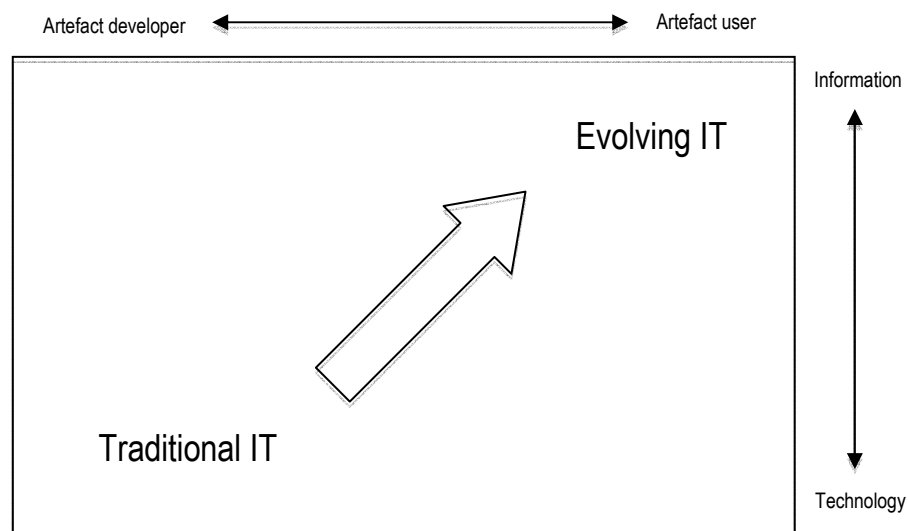 Artefact developer
Artefact user
Information
Evolving IT
Traditional IT
Technology